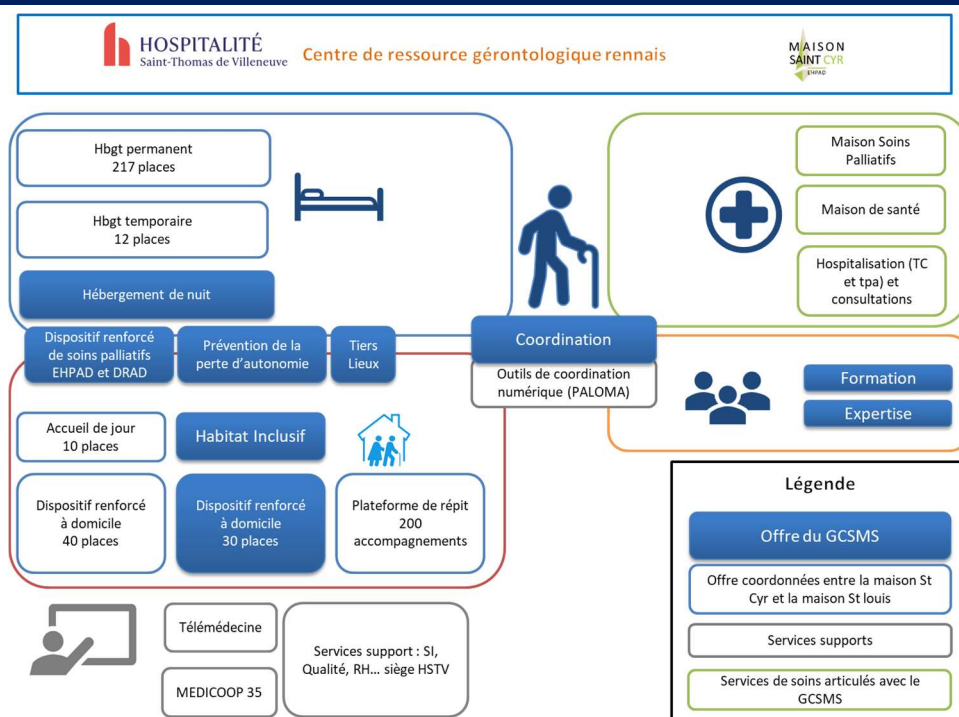 HOSPITALITÉ
Saint-Thomas de Villeneuve
Centre de ressource gérontologique rennais
MAISON
SAINT CYR
EHPAD
Hbgt permanent
217 places
Hbgt temporaire
12 places
Hébergement de nuit
Maison Soins
Palliatifs
Maison de santé
Hospitalisation (TC
et tpa) et
consultations
Dispositif renforcé
de soins palliatifs
EHPAD et DRAD
Prévention de la
perte d'autonomie
Tiers
Lieux
Coordination
Outils de coordination
numérique (PALOMA)
Formation
Expertise
Accueil de jour
10 places
Habitat Inclusif
Dispositif renforcé
à domicile
40 places
Dispositif renforcé
à domicile
30 places
Plateforme de répit
200
accompagnements
Légende
Offre du GCSMS
Offre coordonnées entre la maison St
Cyr et la maison St louis
Services supports
Services de soins articulés avec le
GCSMS
Télémédecine
MEDICOOP 35
Services support : SI,
Qualité, RH... siège HSTV